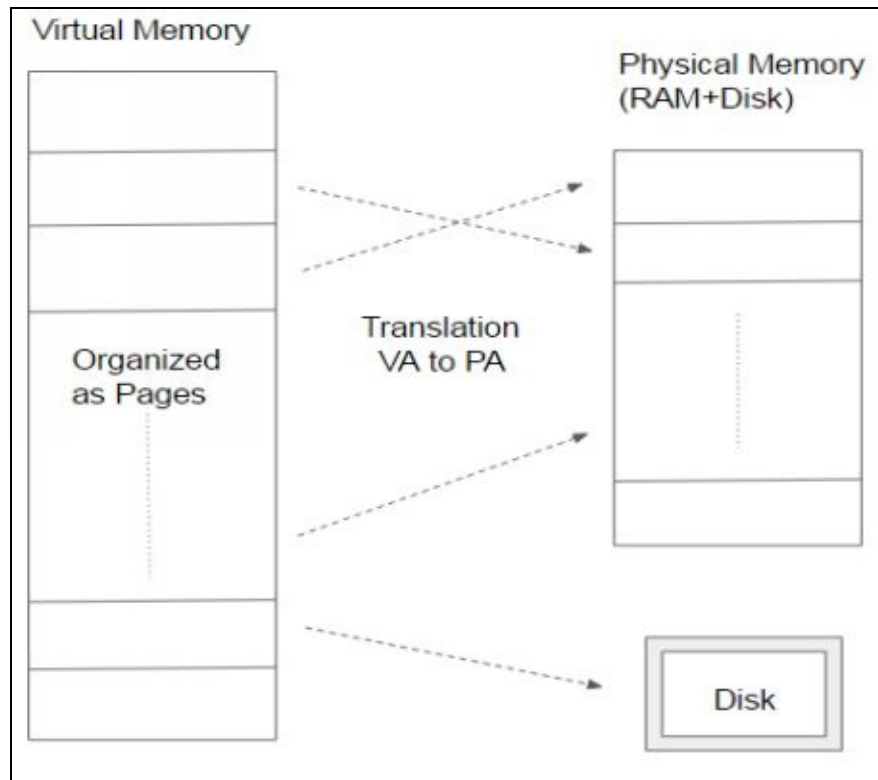 Virtual Memory
Physical Memory
(RAM+Disk)
Translation
VA to PA
Organized
as Pages
Disk